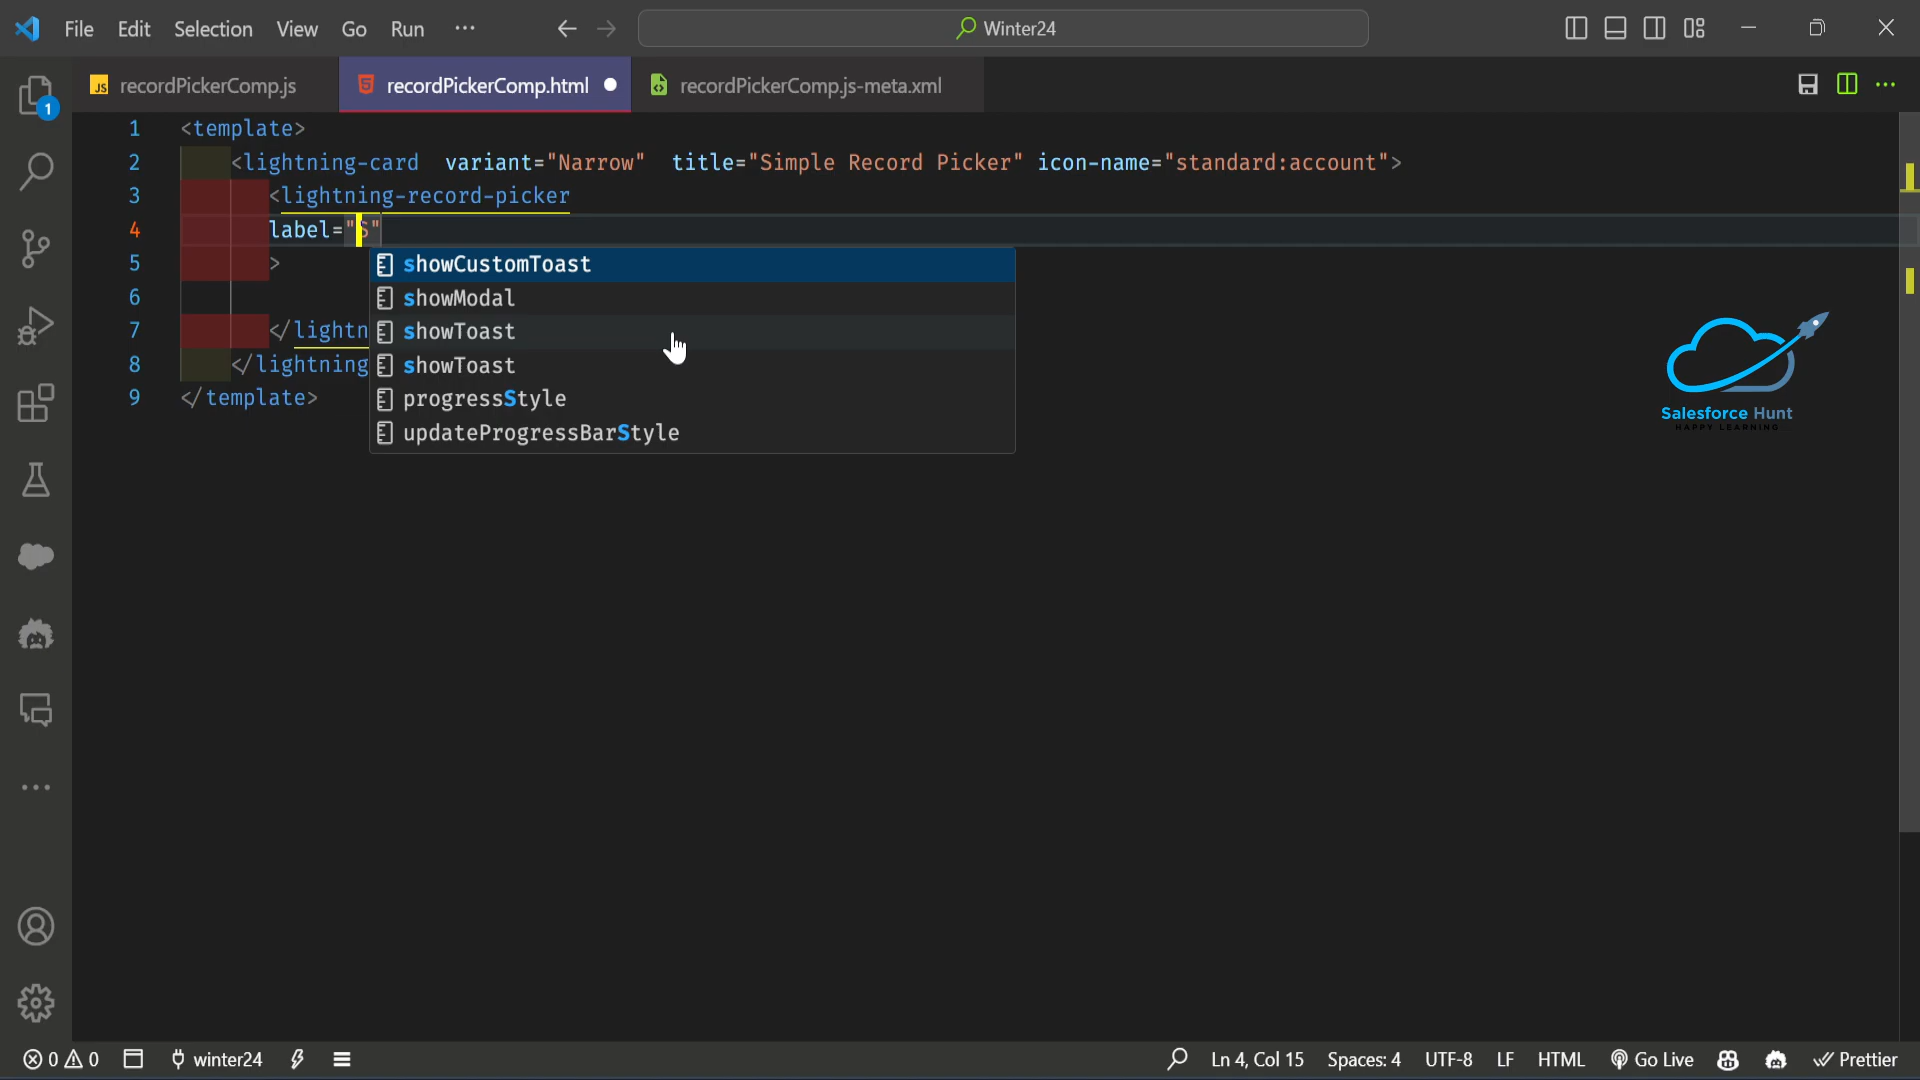 File Edit Selection View Go Run ··· Winter24
JS recordPickerComp.js recordPickerComp.html recordPickerComp.js-meta.xml
1
1 <template>
2 <lightning-card variant="Narrow" title="Simple Record Picker" icon-name="standard:account">
3 <lightning-record-picker
4 label="S"
5 >
6
7 </lightn
8 </lightning
9 </template>
showCustomToast
showModal
showToast
showToast
progressStyle
updateProgressBarStyle
Salesforce Hunt
HAPPY LEARNING...
0 0 winter24 Ln 4, Col 15 Spaces: 4 UTF-8 LF HTML Go Live Prettier